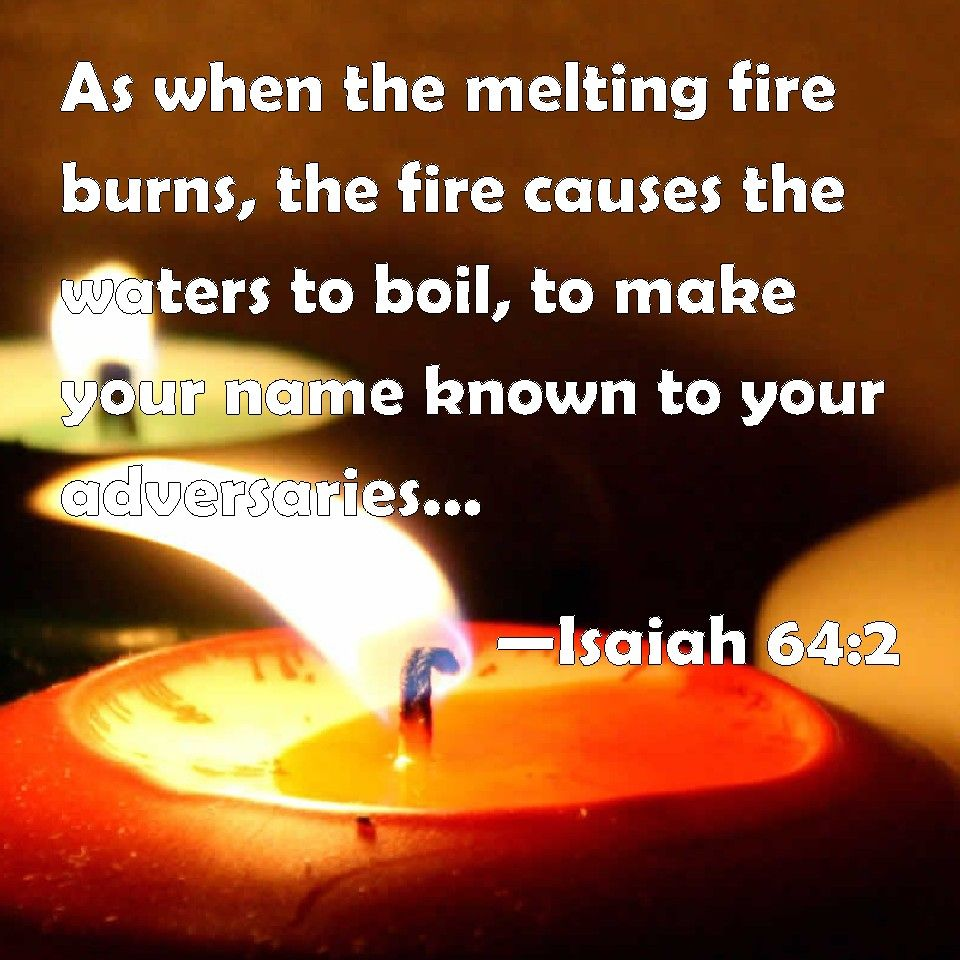 As when the melting fire
burns, the fire causes the
waters to boil, to make
your name known to your
adversaries...
—Isaiah 64:2